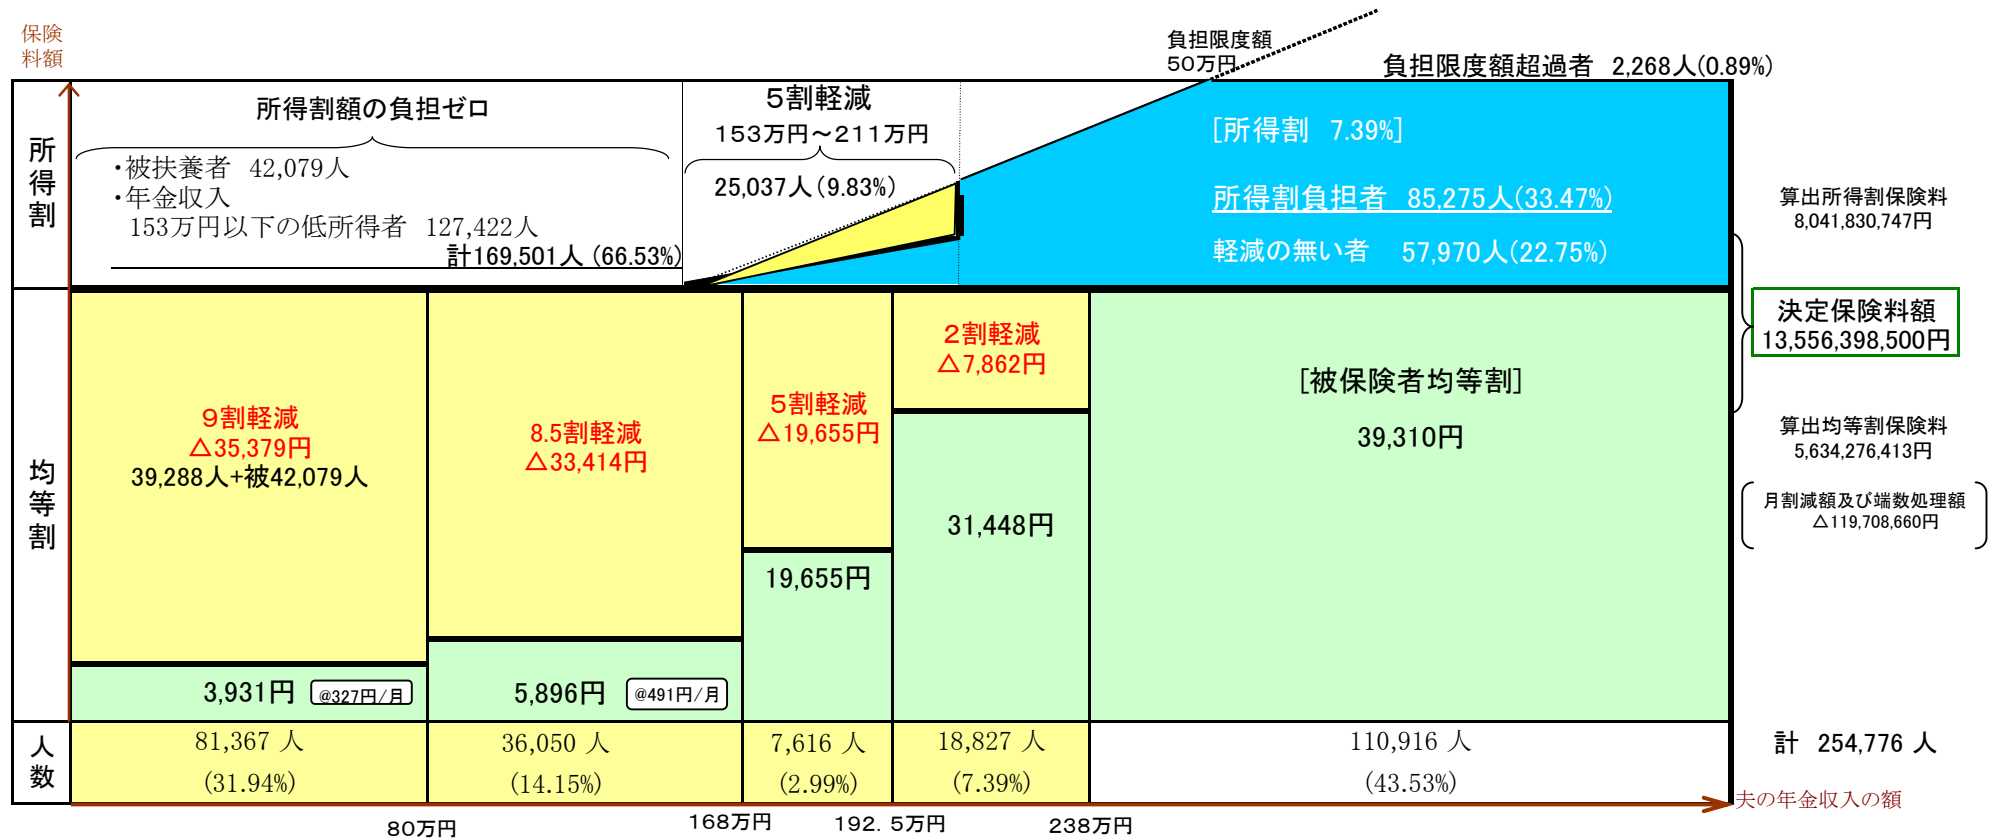 保険
料額
負担限度額
50万円
負担限度額超過者 2,268人(0.89%)
所得割
所得割額の負担ゼロ
・被扶養者 42,079人
・年金収入
153万円以下の低所得者 127,422人
計169,501人 (66.53%)
5割軽減
153万円～211万円
25,037人(9.83%)
[所得割 7.39%]
所得割負担者 85,275人(33.47%)
軽減の無い者 57,970人(22.75%)
算出所得割保険料
8,041,830,747円
決定保険料額
13,556,398,500円
算出均等割保険料
5,634,276,413円
月割減額及び端数処理額
△119,708,660円
均等割
9割軽減
△35,379円
39,288人+被42,079人
3,931円 @327円/月
8.5割軽減
△33,414円
5,896円 @491円/月
5割軽減
△19,655円
19,655円
2割軽減
△7,862円
31,448円
[被保険者均等割]
39,310円
人数
81,367 人
(31.94%)
36,050 人
(14.15%)
7,616 人
(2.99%)
18,827 人
(7.39%)
110,916 人
(43.53%)
計 254,776 人
夫の年金収入の額
80万円
168万円
192.5万円
238万円